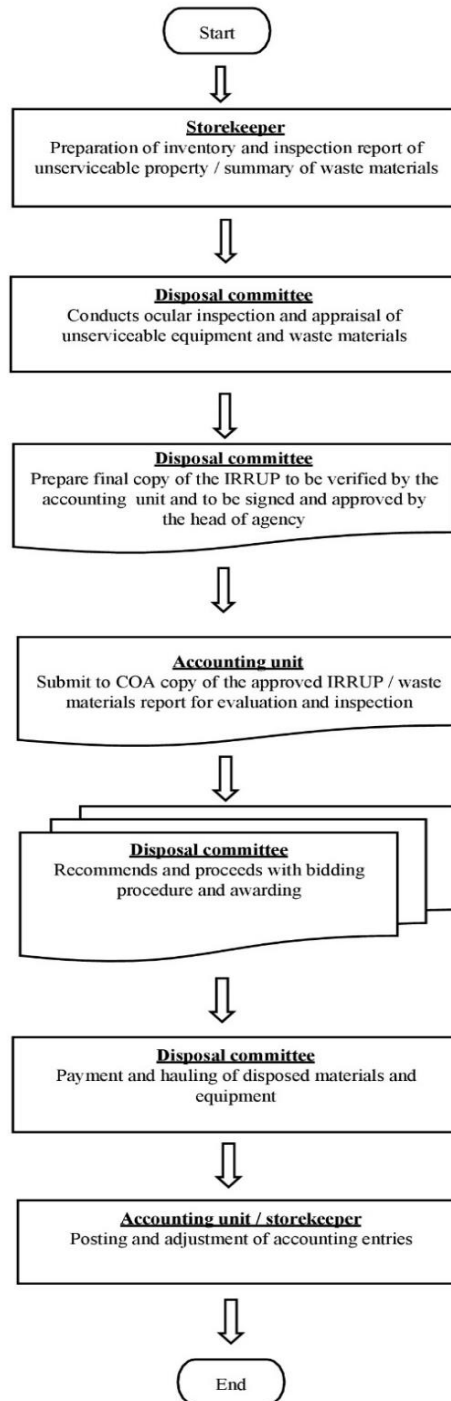 Start
Storekeeper
Preparation of inventory and inspection report of
unserviceable property / summary of waste materials
Disposal committee
Conducts ocular inspection and appraisal of
unserviceable equipment and waste materials
Disposal committee
Prepare final copy of the IRRUP to be verified by the
accounting unit and to be signed and approved by
the head of agency
Accounting unit
Submit to COA copy of the approved IRRUP / waste
materials report for evaluation and inspection
Disposal committee
Recommends and proceeds with bidding
procedure and awarding
Disposal committee
Payment and hauling of disposed materials and
equipment
Accounting unit / storekeeper
Posting and adjustment of accounting entries
End